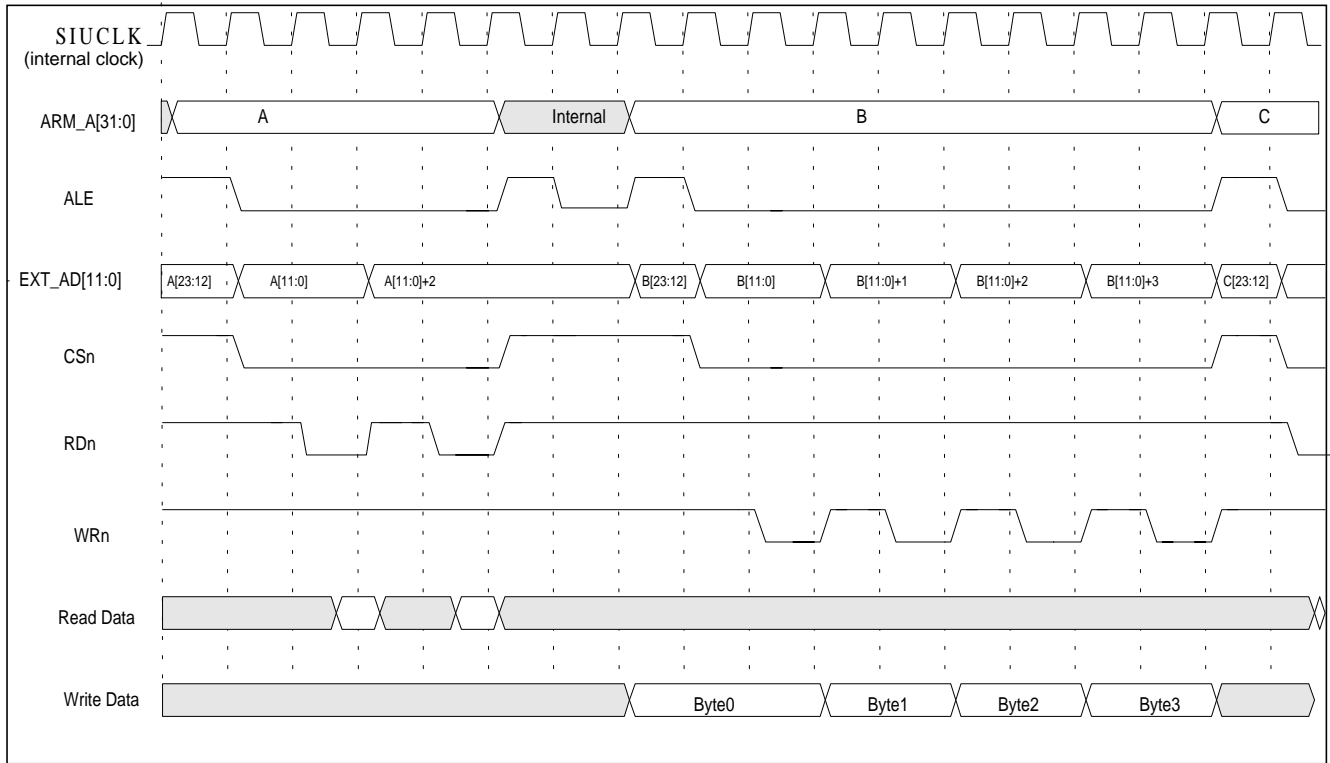 SIUCLK
(internal clock)
ARM_A[31:0]
A
Internal
B
C
ALE
EXT_AD[11:0]
A[23:12]
A[11:0]
A[11:0]+2
B[23:12]
B[11:0]
B[11:0]+1
B[11:0]+2
B[11:0]+3
C[23:12]
CSn
RDn
WRn
Read Data
Write Data
Byte0
Byte1
Byte2
Byte3